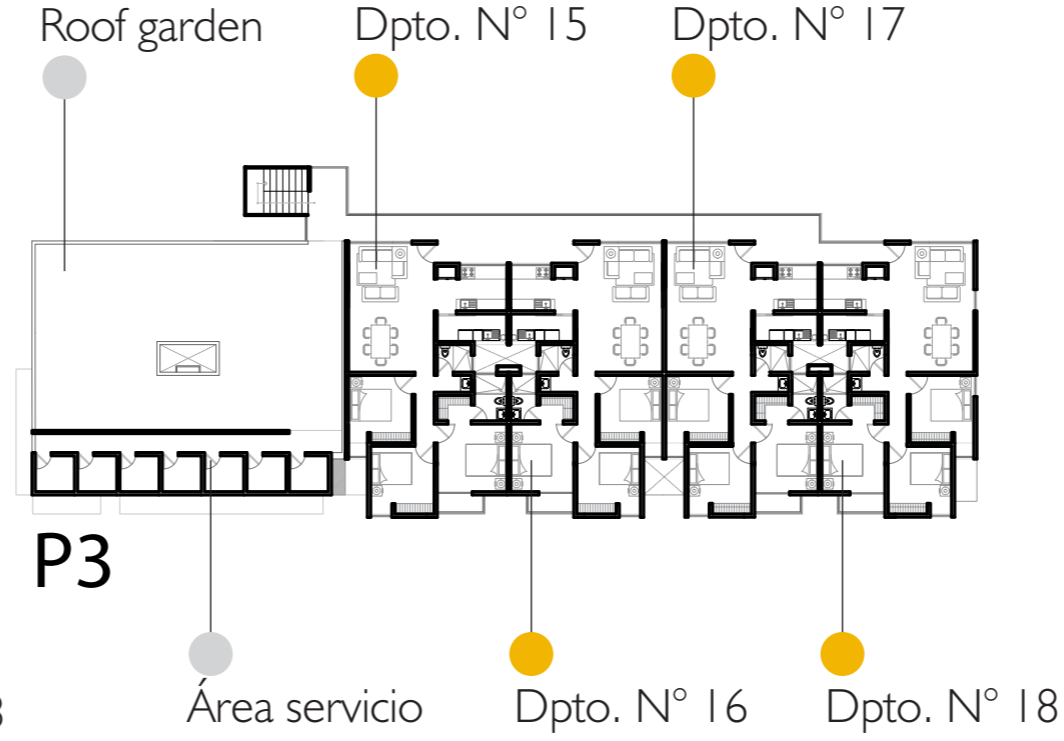 Roof garden
Dpto. N° 15
Dpto. N° 17
P3
Área servicio
Dpto. N° 16
Dpto. N° 18